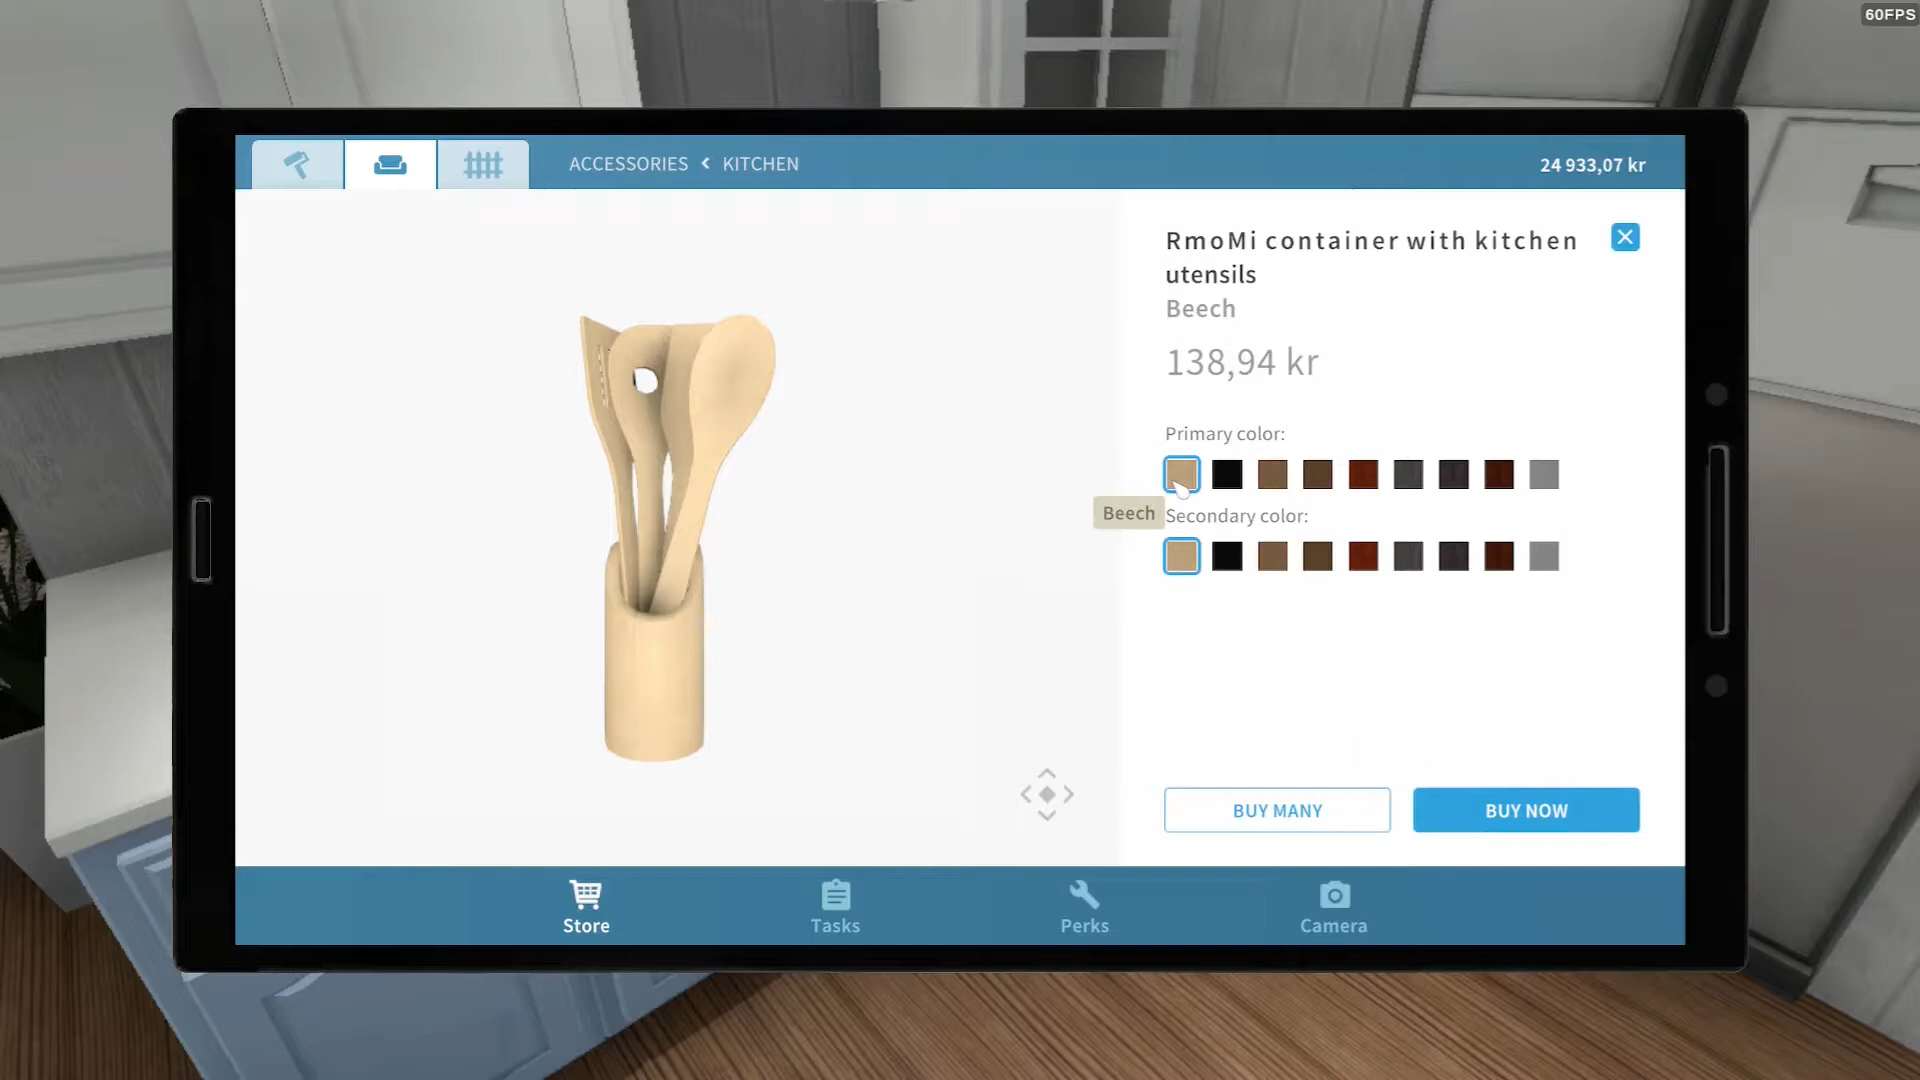 60FPS
ACCESSORIES < KITCHEN
24 933,07 kr
RmoMi container with kitchen
utensils
Beech
138,94 kr
Primary color:
Beech
Secondary color:
BUY MANY
BUY NOW
Store
Tasks
Perks
Camera